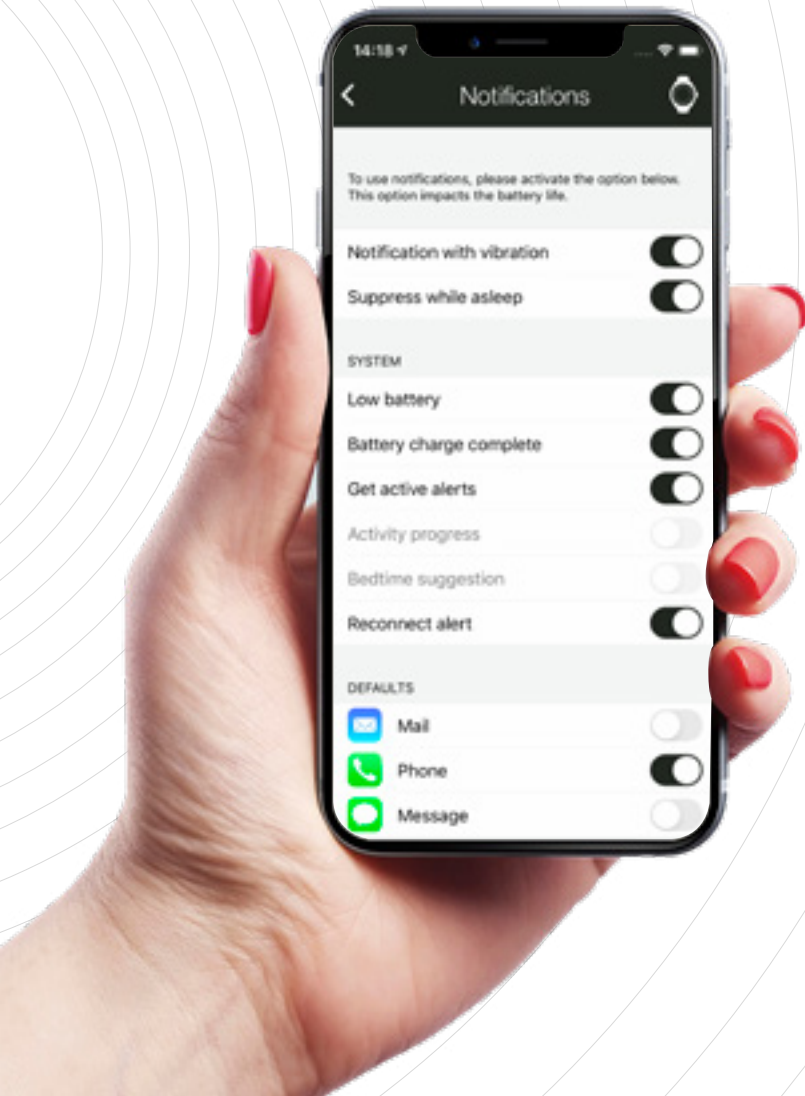 14:18
Notifications
To use notifications, please activate the option below.
This option impacts the battery life.
Notification with vibration
Suppress while asleep
SYSTEM
Low battery
Battery charge complete
Get active alerts
Activity progress
Bedtime suggestion
Reconnect alert
DEFAULTS
Mail
Phone
Message